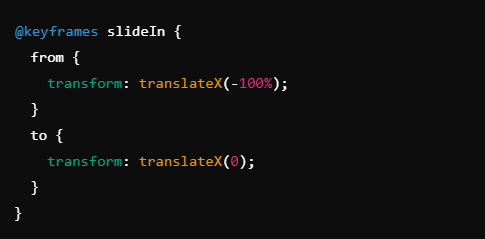 @keyframes slideIn {
  from {
    transform: translateX(-100%);
  }
  to {
    transform: translateX(0);
  }
}